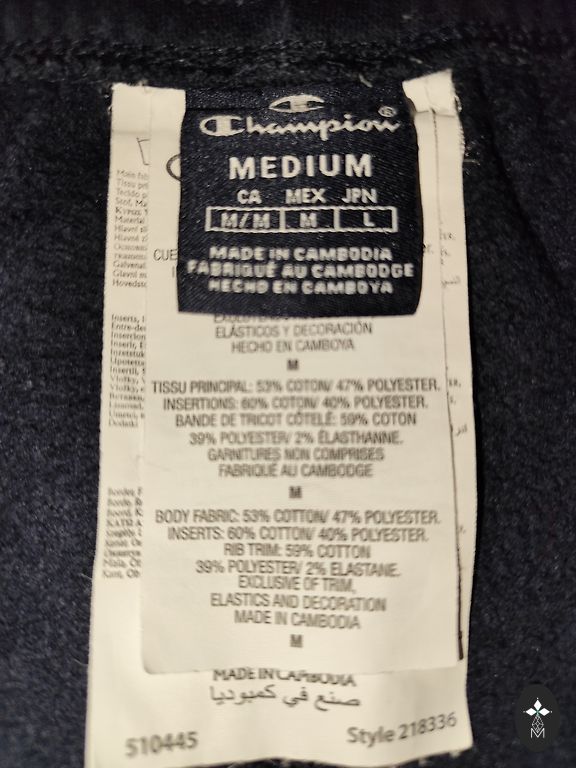 Champion®
MEDIUM
CA MEX JPN
M/M M L
MADE IN CAMBODIA
FABRIQUÉ AU CAMBODGE
HECHO EN CAMBOYA
ELÁSTICOS Y DECORACIÓN
HECHO EN CAMBOYA
M
TISSU PRINCIPAL: 53% COTON/ 47% POLYESTER.
INSERTIONS: 60% COTON/ 40% POLYESTER.
BANDE DE TRICOT CÔTELÉ: 59% COTON
39% POLYESTER/ 2% ÉLASTHANNE.
GARNITURES NON COMPRISES
FABRIQUÉ AU CAMBODGE
M
BODY FABRIC: 53% COTTON/ 47% POLYESTER.
INSERTS: 60% COTTON/ 40% POLYESTER.
RIB TRIM: 59% COTTON
39% POLYESTER/ 2% ELASTANE.
EXCLUSIVE OF TRIM,
ELASTICS AND DECORATION
MADE IN CAMBODIA
M
MADE IN CAMBODIA
صنع في كمبوديا
510445
Style 218336